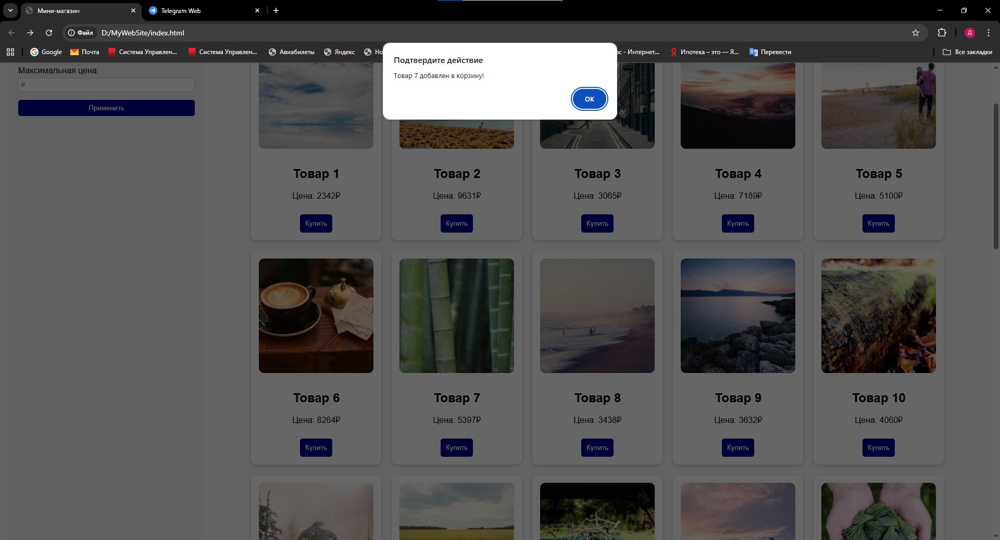 Мини-магазин
Telegram Web
Файл D:/MyWebSite/index.html
Д
Google Почта Система Управлен... Система Управлен... Авиабилеты Яндекс Но рс - Интернет... Ипотека – это — Я... Перевести Все закладки
Подтвердите действие
Товар 7 добавлен в корзину!
ОК
Максимальная цена:
₽
Применить
Товар 1 Товар 2 Товар 3 Товар 4 Товар 5
Цена: 2342₽ Цена: 9631₽ Цена: 3065₽ Цена: 7189₽ Цена: 5100₽
Купить Купить Купить Купить Купить
Товар 6 Товар 7 Товар 8 Товар 9 Товар 10
Цена: 8264₽ Цена: 5397₽ Цена: 3438₽ Цена: 3632₽ Цена: 4060₽
Купить Купить Купить Купить Купить